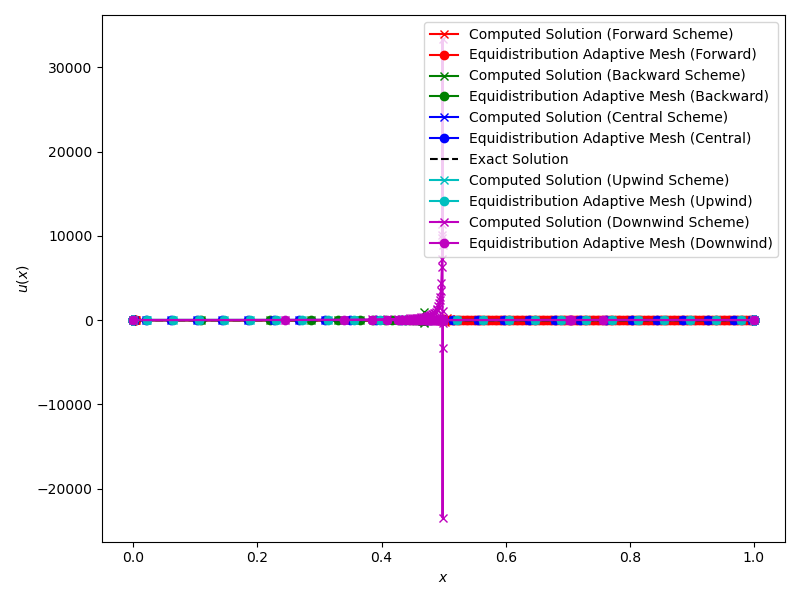 Computed Solution (Forward Scheme)
Equidistribution Adaptive Mesh (Forward)
Computed Solution (Backward Scheme)
Equidistribution Adaptive Mesh (Backward)
Computed Solution (Central Scheme)
Equidistribution Adaptive Mesh (Central)
Exact Solution
Computed Solution (Upwind Scheme)
Equidistribution Adaptive Mesh (Upwind)
Computed Solution (Downwind Scheme)
Equidistribution Adaptive Mesh (Downwind)
30000
20000
10000
0
−10000
−20000
u(x)
0.0 0.2 0.4 0.6 0.8 1.0
x